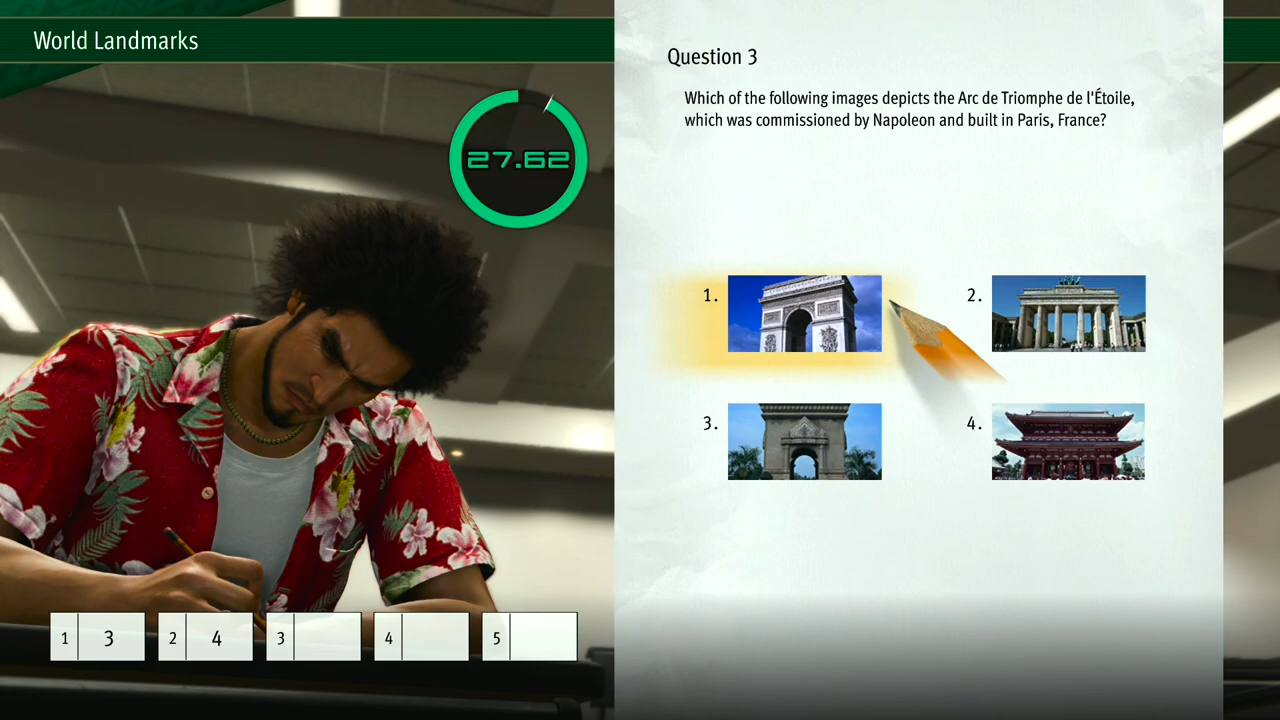 World Landmarks
27.62
Question 3
Which of the following images depicts the Arc de Triomphe de l'Étoile,
which was commissioned by Napoleon and built in Paris, France?
1.
2.
3.
4.
1 3 2 4 3 4 5